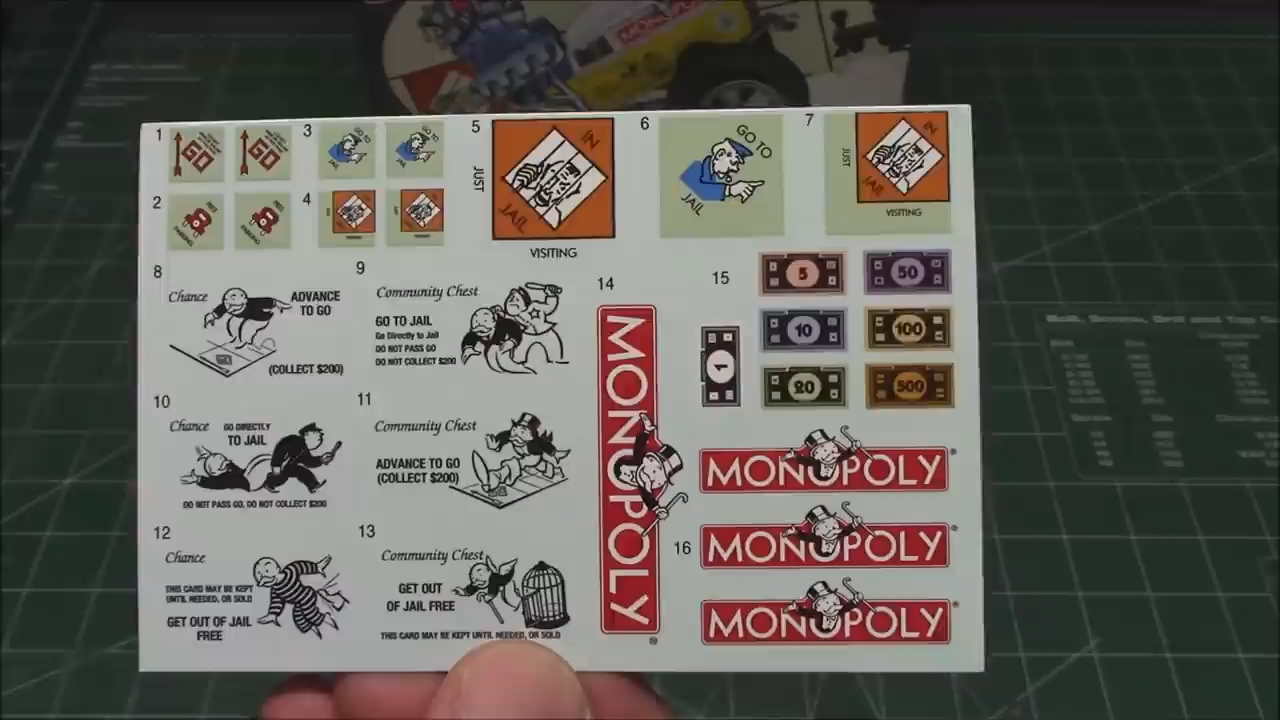 MONOPOLY
1
GO
GO
3
GO TO
JAIL
GO TO
JAIL
5
IN
JAIL
JUST
VISITING
6
GO TO
JAIL
7
IN
JAIL
JUST
VISITING
2
FREE
PARKING
FREE
PARKING
4
8
Chance
ADVANCE
TO GO
(COLLECT $200)
9
Community Chest
GO TO JAIL
Go Directly to Jail
DO NOT PASS GO
DO NOT COLLECT $200
14
MONOPOLY
®
15
5
50
10
100
1
20
500
10
Chance
GO DIRECTLY
TO JAIL
DO NOT PASS GO, DO NOT COLLECT $200
11
Community Chest
ADVANCE TO GO
(COLLECT $200)
12
Chance
THIS CARD MAY BE KEPT
UNTIL NEEDED, OR SOLD
GET OUT OF JAIL
FREE
13
Community Chest
GET OUT
OF JAIL FREE
THIS CARD MAY BE KEPT UNTIL NEEDED, OR SOLD
16
MONOPOLY®
MONOPOLY®
MONOPOLY®